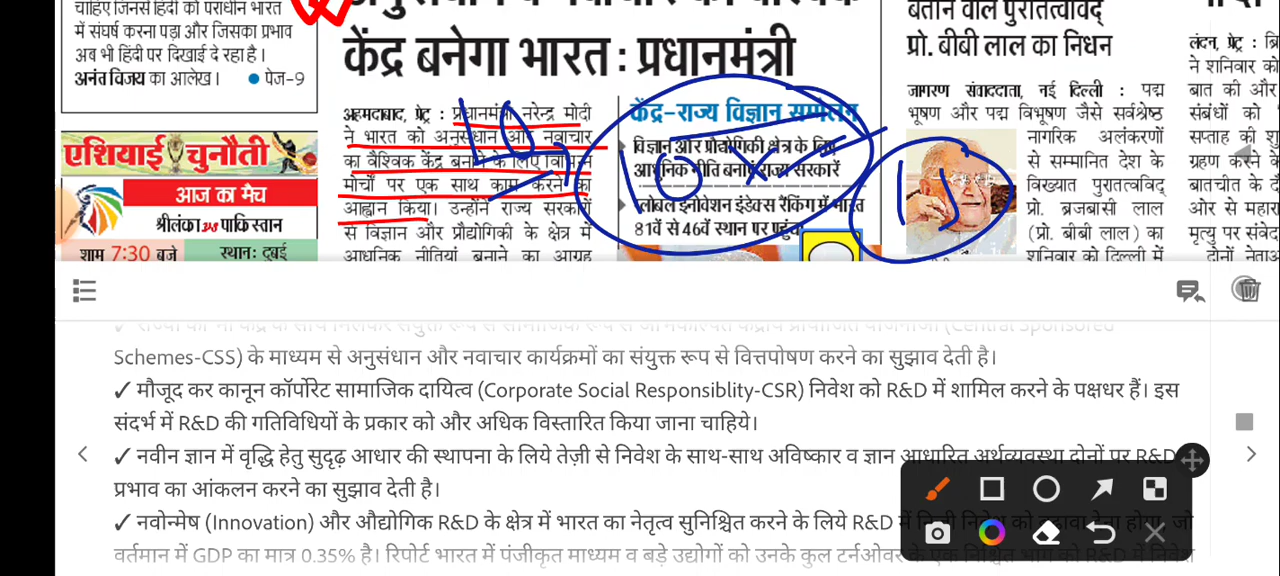 चाहिए जिनसे हिंदी को पराधीन भारत
में संघर्ष करना पड़ा और जिसका प्रभाव
अब भी हिंदी पर दिखाई दे रहा है।
अनंत विजय का आलेख। ● पेज-9
एशियाई चुनौती
आज का मैच
श्रीलंका vs पाकिस्तान
शाम 7:30 बजे स्थान: दुबई
केंद्र बनेगा भारत : प्रधानमंत्री
अहमदाबाद, प्रेट्र : प्रधानमंत्री नरेन्द्र मोदी
ने भारत को अनुसंधान और नवाचार
का वैश्विक केंद्र बनाने के लिए विभिन्न
मोर्चों पर एक साथ काम करने का
आह्वान किया। उन्होंने राज्य सरकारों
से विज्ञान और प्रौद्योगिकी के क्षेत्र में
आधुनिक नीतियां बनाने का आग्रह
10
केंद्र-राज्य विज्ञान सम्मेलन
विज्ञान और प्रौद्योगिकी क्षेत्र के लिए
आधुनिक नीति बनाएं राज्य सरकारें
ग्लोबल इनोवेशन इंडेक्स रैंकिंग में भारत
81वें से 46वें स्थान पर पहुंचा
प्रो. बीबी लाल का निधन
जागरण संवाददाता, नई दिल्ली : पद्म
भूषण और पद्म विभूषण जैसे सर्वश्रेष्ठ
नागरिक अलंकरणों
से सम्मानित देश के
विख्यात पुरातत्वविद्
प्रो. ब्रजबासी लाल
(प्रो. बीबी लाल) का
शनिवार को दिल्ली में
लंदन, प्रेट्र : ब्रि
ने शनिवार को
बात की और
संबंधों को
सप्ताह की शु
ग्रहण करने के
बातचीत के द
ओर से महारा
मृत्यु पर संवेद
दोनों नेताअ
Schemes-CSS) के माध्यम से अनुसंधान और नवाचार कार्यक्रमों का संयुक्त रूप से वित्तपोषण करने का सुझाव देती है।
✓ मौजूद कर कानून कॉर्पोरेट सामाजिक दायित्व (Corporate Social Responsiblity-CSR) निवेश को R&D में शामिल करने के पक्षधर हैं। इस
संदर्भ में R&D की गतिविधियों के प्रकार को और अधिक विस्तारित किया जाना चाहिये।
✓ नवीन ज्ञान में वृद्धि हेतु सुदृढ़ आधार की स्थापना के लिये तेज़ी से निवेश के साथ-साथ अविष्कार व ज्ञान आधारित अर्थव्यवस्था दोनों पर R&D
प्रभाव का आंकलन करने का सुझाव देती है।
✓ नवोन्मेष (Innovation) और औद्योगिक R&D के क्षेत्र में भारत का नेतृत्व सुनिश्चित करने के लिये R&D में निजी निवेश को बढ़ावा देना होगा, जो
वर्तमान में GDP का मात्र 0.35% है। रिपोर्ट भारत में पंजीकृत माध्यम व बड़े उद्योगों को उनके कुल टर्नओवर के एक निश्चित भाग को R&D में निवेश